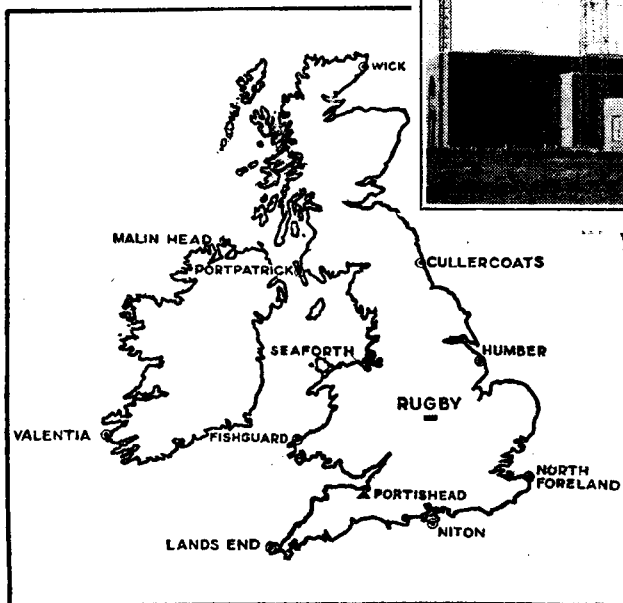 WICK
MALIN HEAD
PORTPATRICK
CULLERCOATS
SEAFORTH
HUMBER
RUGBY
VALENTIA
FISHGUARD
NORTH
FORELAND
PORTISHEAD
NITON
LANDS END